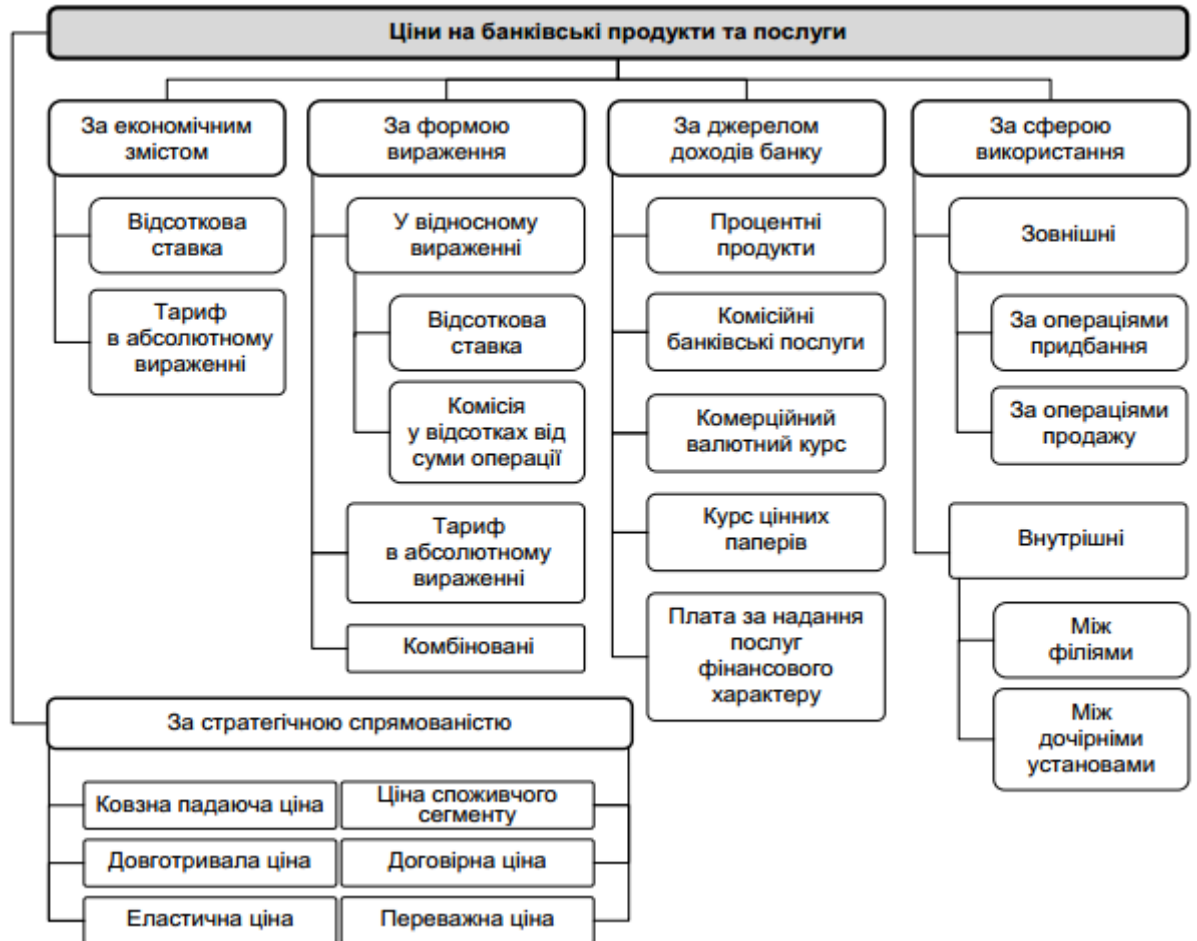 Ціни на банківські продукти та послуги
За економічним
змістом
Відсоткова
ставка
Тариф
в абсолютному
вираженні
За формою
вираження
У відносному
вираженні
Відсоткова
ставка
Комісія
у відсотках від
суми операції
Тариф
в абсолютному
вираженні
Комбіновані
За джерелом
доходів банку
Процентні
продукти
Комісійні
банківські послуги
Комерційний
валютний курс
Курс цінних
паперів
Плата за надання
послуг
фінансового
характеру
За сферою
використання
Зовнішні
За операціями
придбання
За операціями
продажу
Внутрішні
Між
філіями
Між
дочірніми
установами
За стратегічною спрямованістю
Ковзна падаюча ціна
Ціна споживчого
сегменту
Довготривала ціна
Договірна ціна
Еластична ціна
Переважна ціна